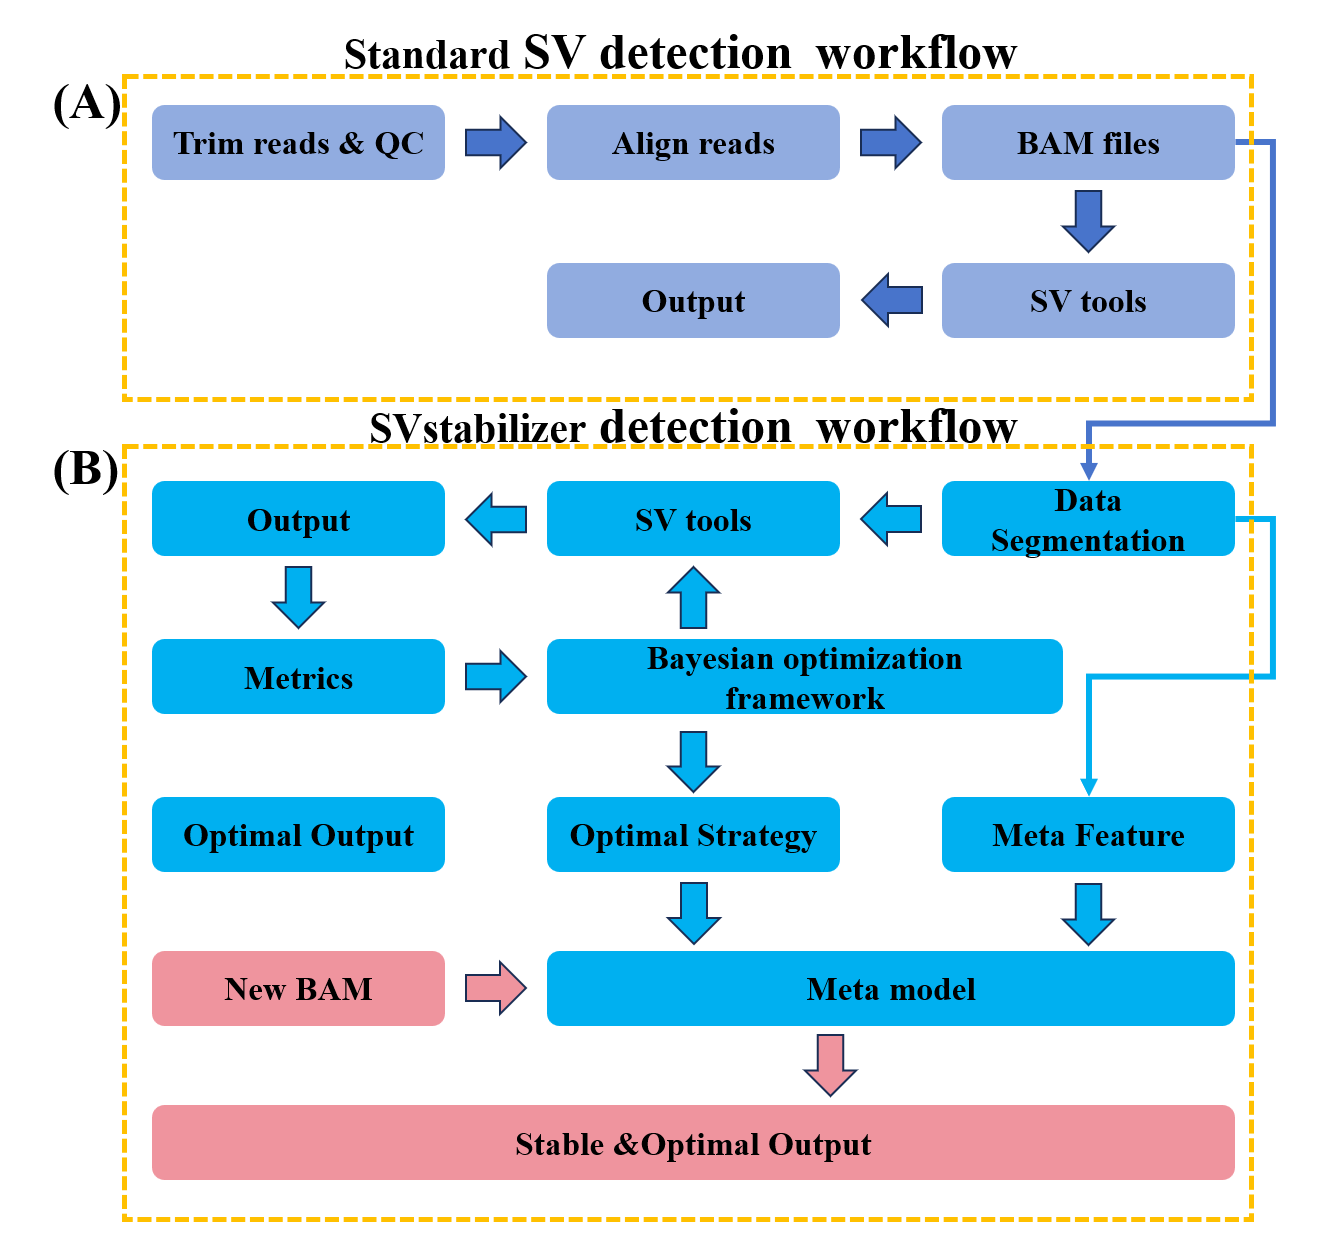 Standard SV detection workflow
(A)
Trim reads & QC
Align reads
BAM files
Output
SV tools
SVstabilizer detection workflow
(B)
Output
SV tools
Data
Segmentation
Metrics
Bayesian optimization
framework
Optimal Output
Optimal Strategy
Meta Feature
New BAM
Meta model
Stable &Optimal Output